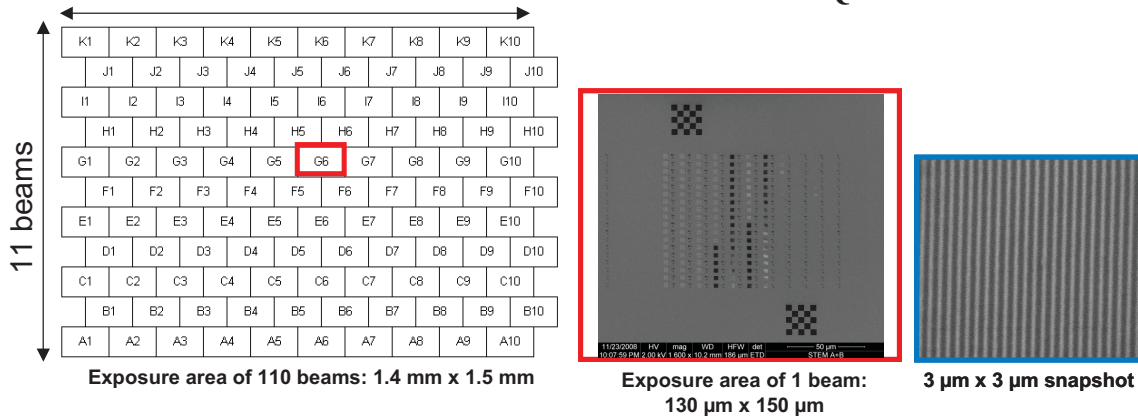 K1 K2 K3 K4 K5 K6 K7 K8 K9 K10
J1 J2 J3 J4 J5 J6 J7 J8 J9 J10
I1 I2 I3 I4 I5 I6 I7 I8 I9 I10
H1 H2 H3 H4 H5 H6 H7 H8 H9 H10
G1 G2 G3 G4 G5 G6 G7 G8 G9 G10
F1 F2 F3 F4 F5 F6 F7 F8 F9 F10
E1 E2 E3 E4 E5 E6 E7 E8 E9 E10
D1 D2 D3 D4 D5 D6 D7 D8 D9 D10
C1 C2 C3 C4 C5 C6 C7 C8 C9 C10
B1 B2 B3 B4 B5 B6 B7 B8 B9 B10
A1 A2 A3 A4 A5 A6 A7 A8 A9 A10
11 beams
Exposure area of 110 beams: 1.4 mm x 1.5 mm
11/23/2008 HV mag WD HFW det 50 µm
10:07:59 PM 2.00 kV 1 600 x 10.2 mm 186 µm ETD STEM A+B
Exposure area of 1 beam:
130 µm x 150 µm
3 µm x 3 µm snapshot